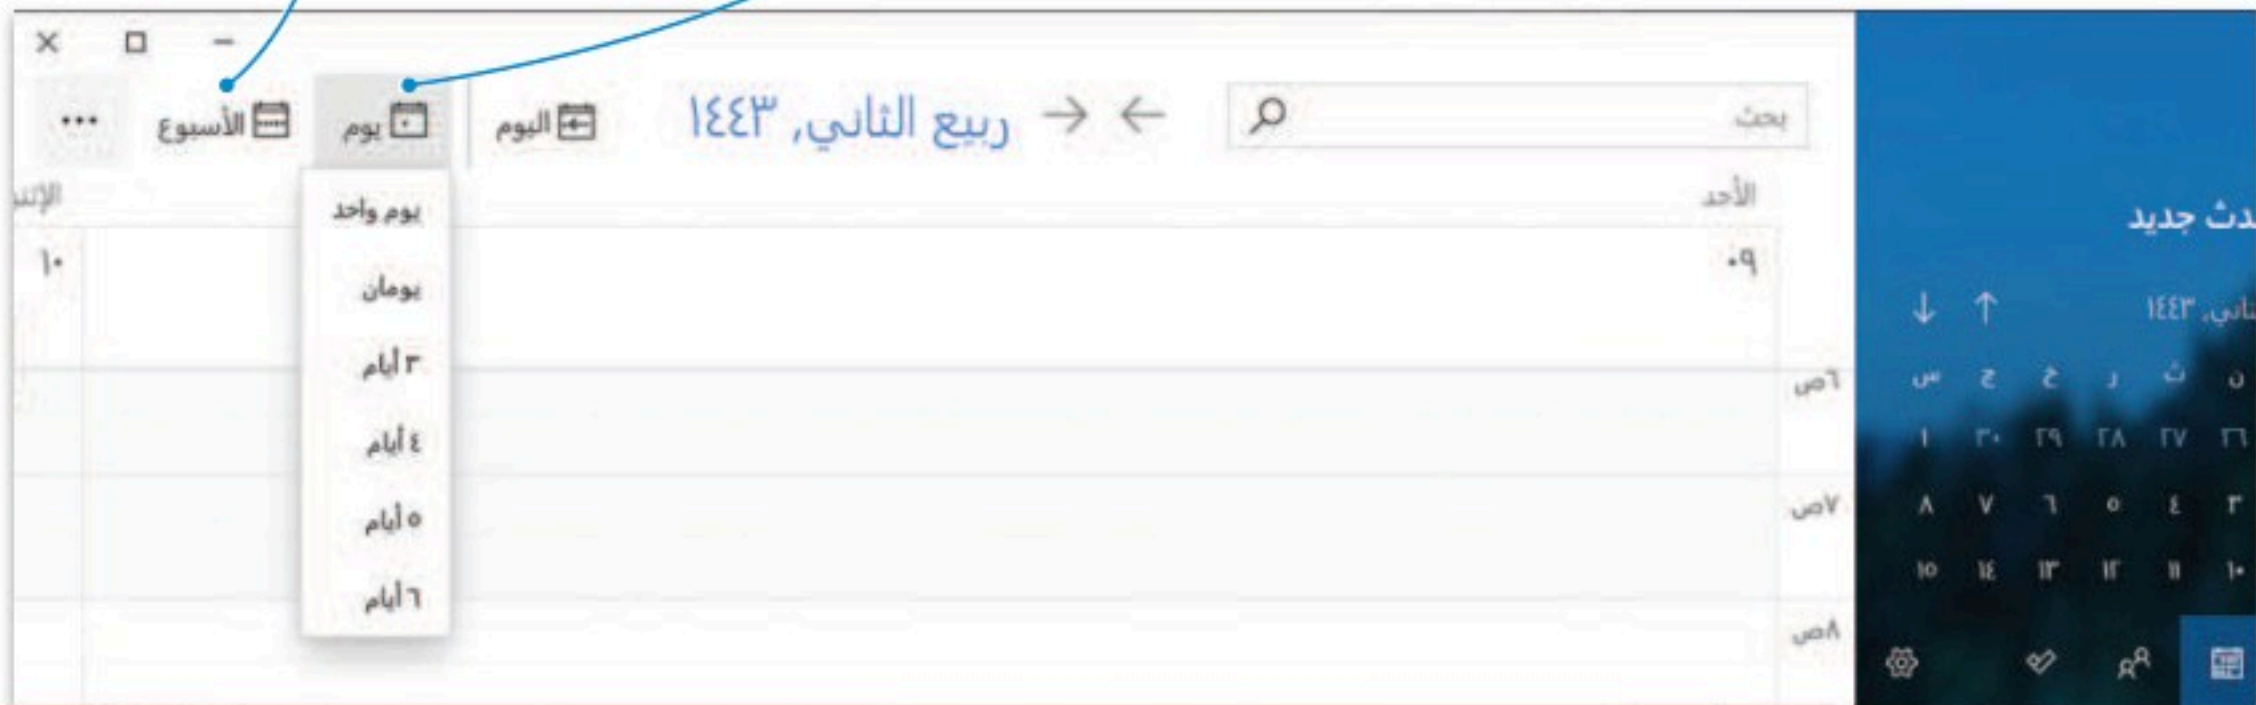 بحث
ربيع الثاني, ١٤٤٣
اليوم
يوم
الأسبوع
يوم واحد
يومان
٣ أيام
٤ أيام
٥ أيام
٦ أيام
الأحد
٠٩
١٠
٦ص
٧ص
٨ص
جديد
١٤٤٣
ن ث ر خ ج س
٢٦ ٢٧ ٢٨ ٢٩ ٣٠ ١
٣ ٤ ٥ ٦ ٧ ٨
١٠ ١١ ١٢ ١٣ ١٤ ١٥